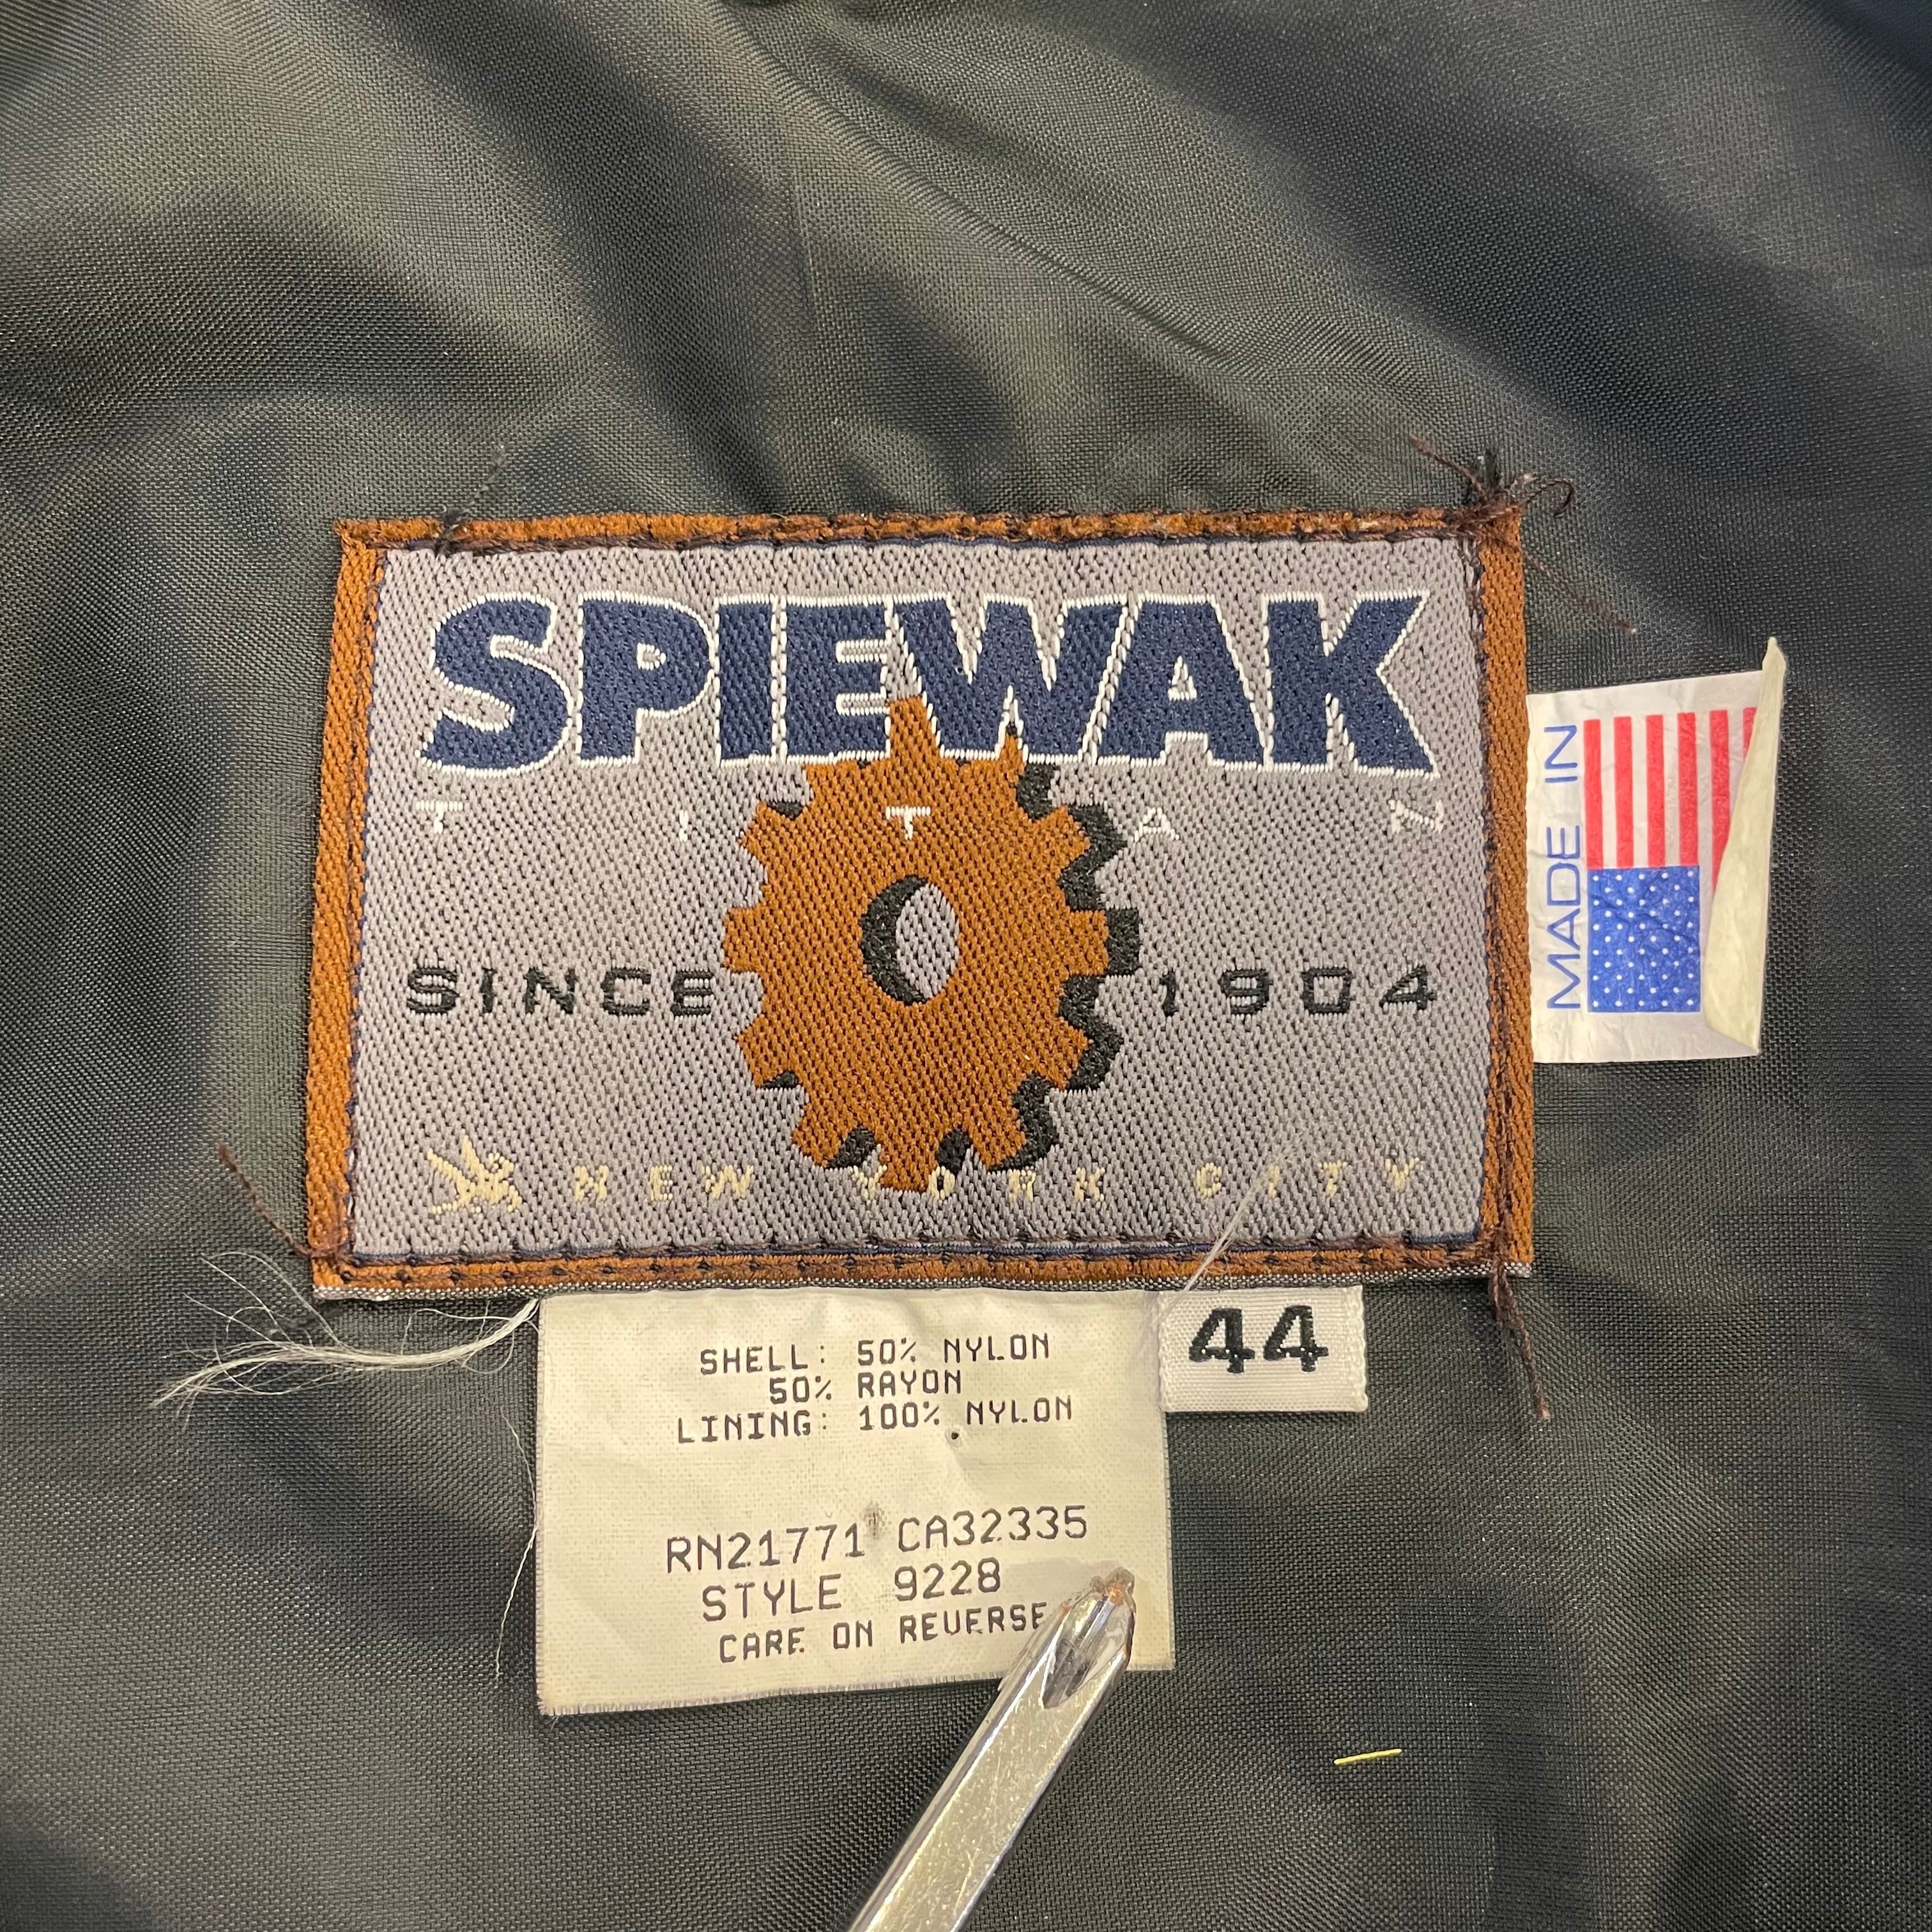 SPIEWAK
TITAN
SINCE 1904
NEW YORK CITY
MADE IN
44
SHELL: 50% NYLON
50% RAYON
LINING: 100% NYLON
RN21771 CA32335
STYLE 9228
CARE ON REVERSE